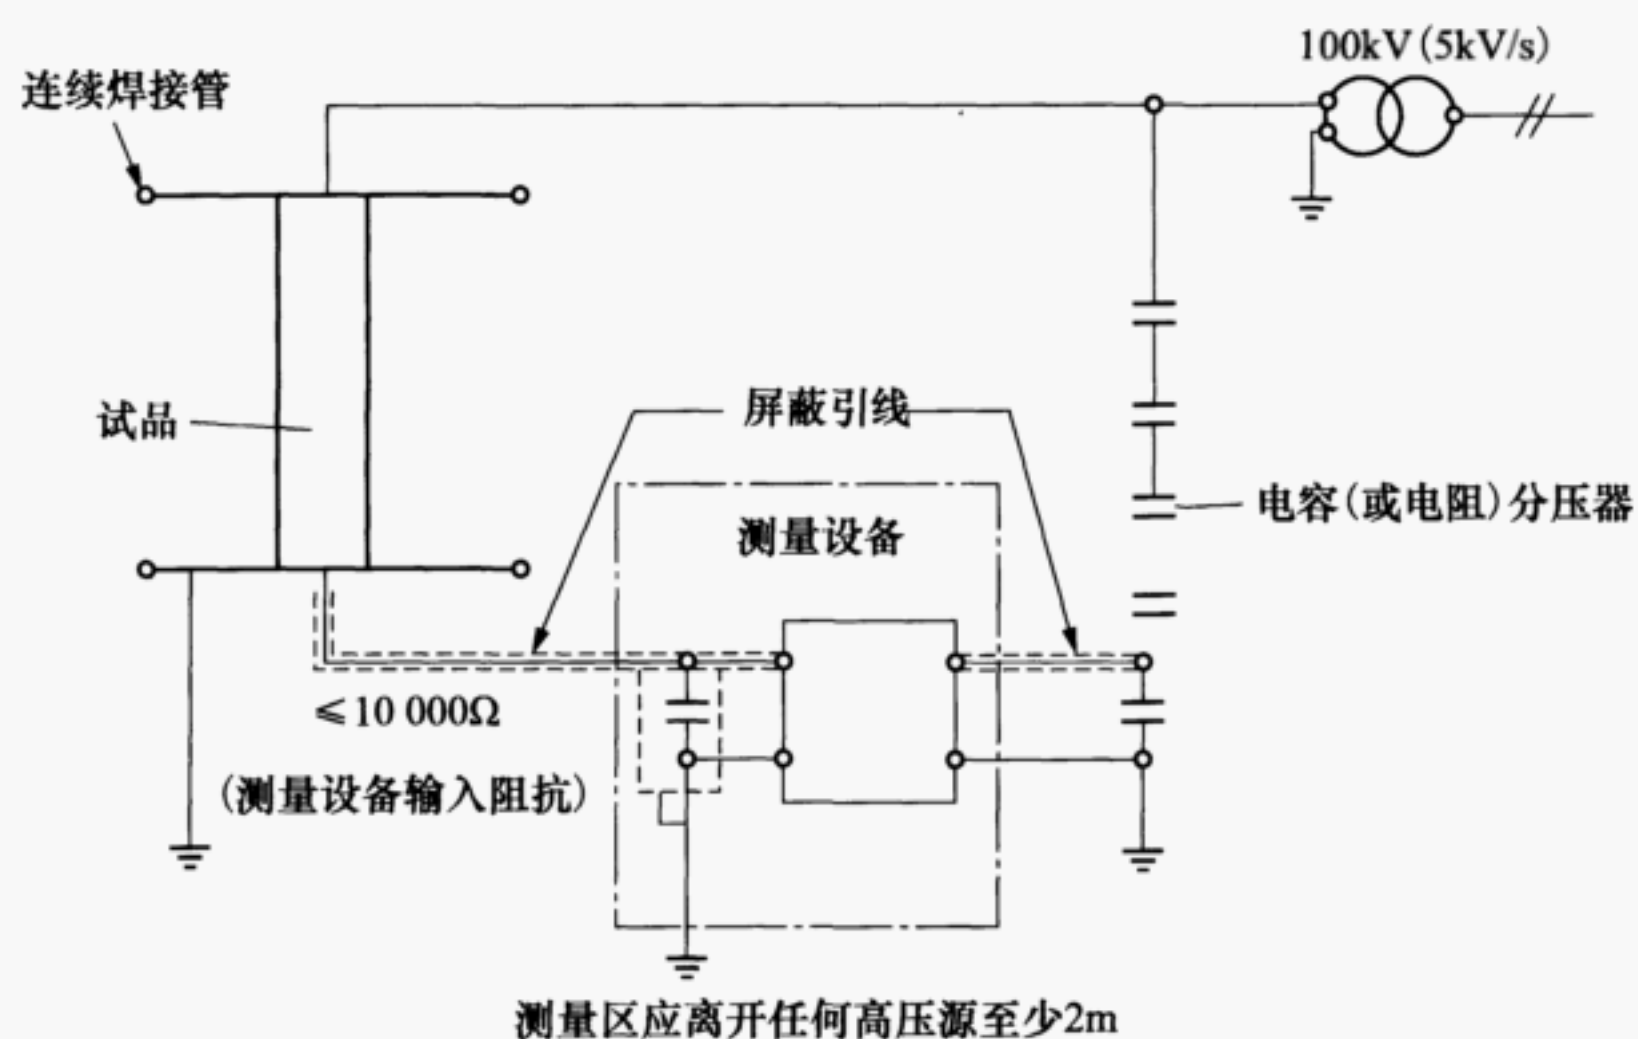 100kV(5kV/s)
连续焊接管
屏蔽引线
试品
电容(或电阻)分压器
测量设备
≤10 000Ω
(测量设备输入阻抗)
测量区应离开任何高压源至少2m